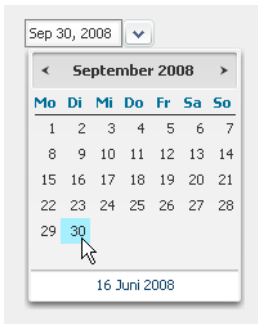 Sep 30, 2008
September 2008
Mo Di Mi Do Fr Sa So
1 2 3 4 5 6 7
8 9 10 11 12 13 14
15 16 17 18 19 20 21
22 23 24 25 26 27 28
29 30
16 Juni 2008